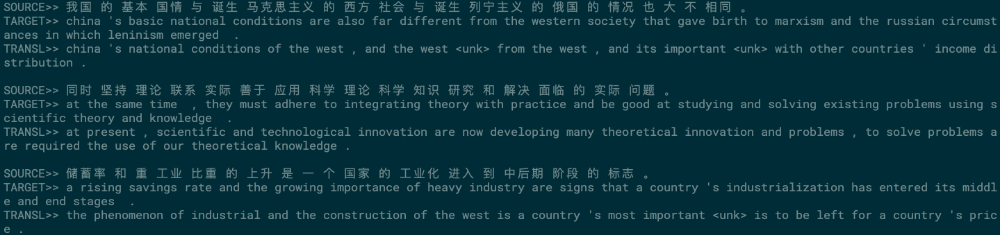 SOURCE>> 我国 的 基本 国情 与 诞生 马克思主义 的 西方 社会 与 诞生 列宁主义 的 俄国 的 情况 也 大 不 相同 。
TARGET>> china 's basic national conditions are also far different from the western society that gave birth to marxism and the russian circumst
ances in which leninism emerged  .
TRANSL>> china 's national conditions of the west , and the west <unk> from the west , and its important <unk> with other countries ' income di
stribution .
SOURCE>> 同时 坚持 理论 联系 实际 善于 应用 科学 理论 科学 知识 研究 和 解决 面临 的 实际 问题 。
TARGET>> at the same time  , they must adhere to integrating theory with practice and be good at studying and solving existing problems using s
cientific theory and knowledge  .
TRANSL>> at present , scientific and technological innovation are now developing many theoretical innovation and problems , to solve problems a
re required the use of our theoretical knowledge .
SOURCE>> 储蓄率 和 重 工业 比重 的 上升 是 一 个 国家 的 工业化 进入 到 中后期 阶段 的 标志 。
TARGET>> a rising savings rate and the growing importance of heavy industry are signs that a country 's industrialization has entered its middl
e and end stages  .
TRANSL>> the phenomenon of industrial and the construction of the west is a country 's most important <unk> is to be left for a country 's pric
e .